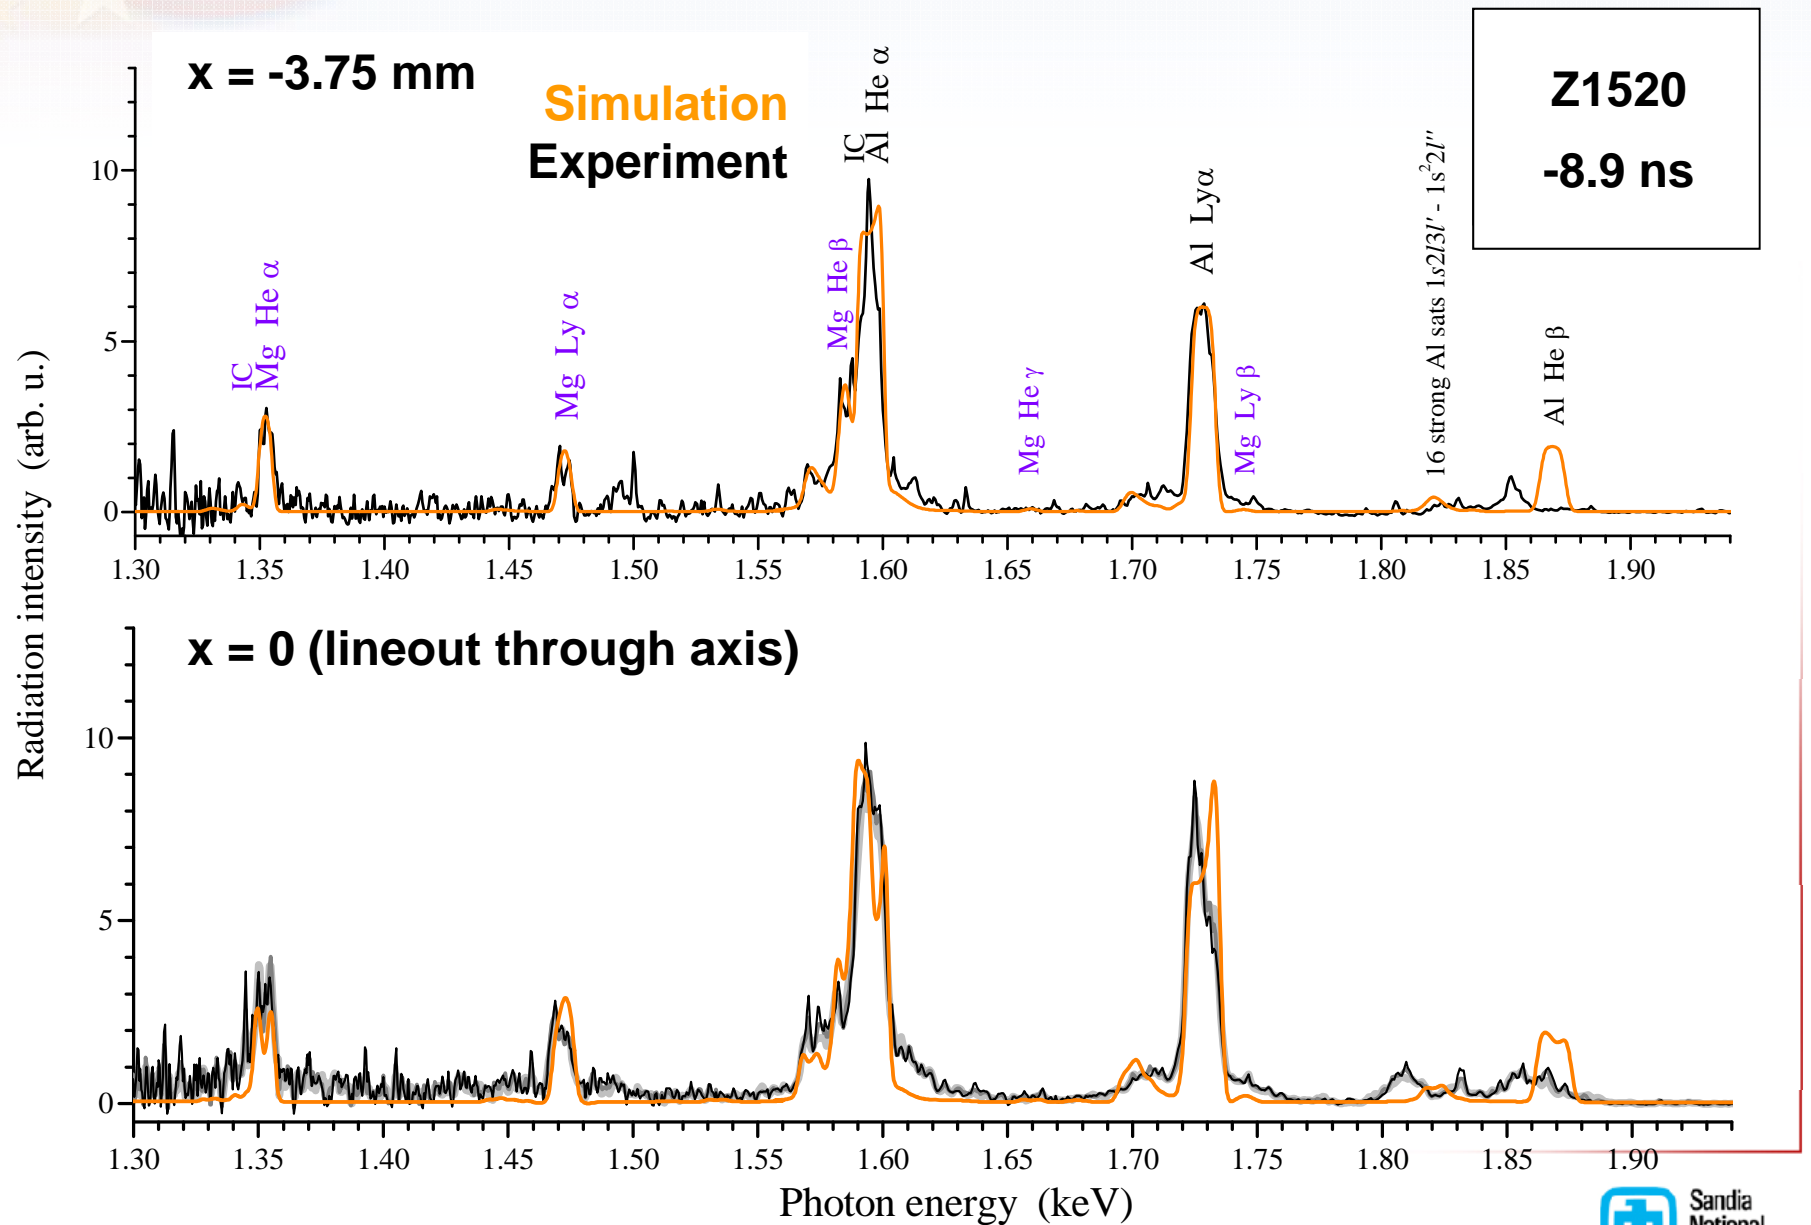 x = -3.75 mm
Simulation
Experiment
Z1520
-8.9 ns
IC
Mg He α
Mg Ly α
Mg He β
IC
Al He α
Mg He γ
Al Lyα
Mg Ly β
16 strong Al sats 1s2l3l' - 1s²2l''
Al He β
10
5
0
1.30 1.35 1.40 1.45 1.50 1.55 1.60 1.65 1.70 1.75 1.80 1.85 1.90
Radiation intensity (arb. u.)
x = 0 (lineout through axis)
10
5
0
1.30 1.35 1.40 1.45 1.50 1.55 1.60 1.65 1.70 1.75 1.80 1.85 1.90
Photon energy (keV)
Sandia
National